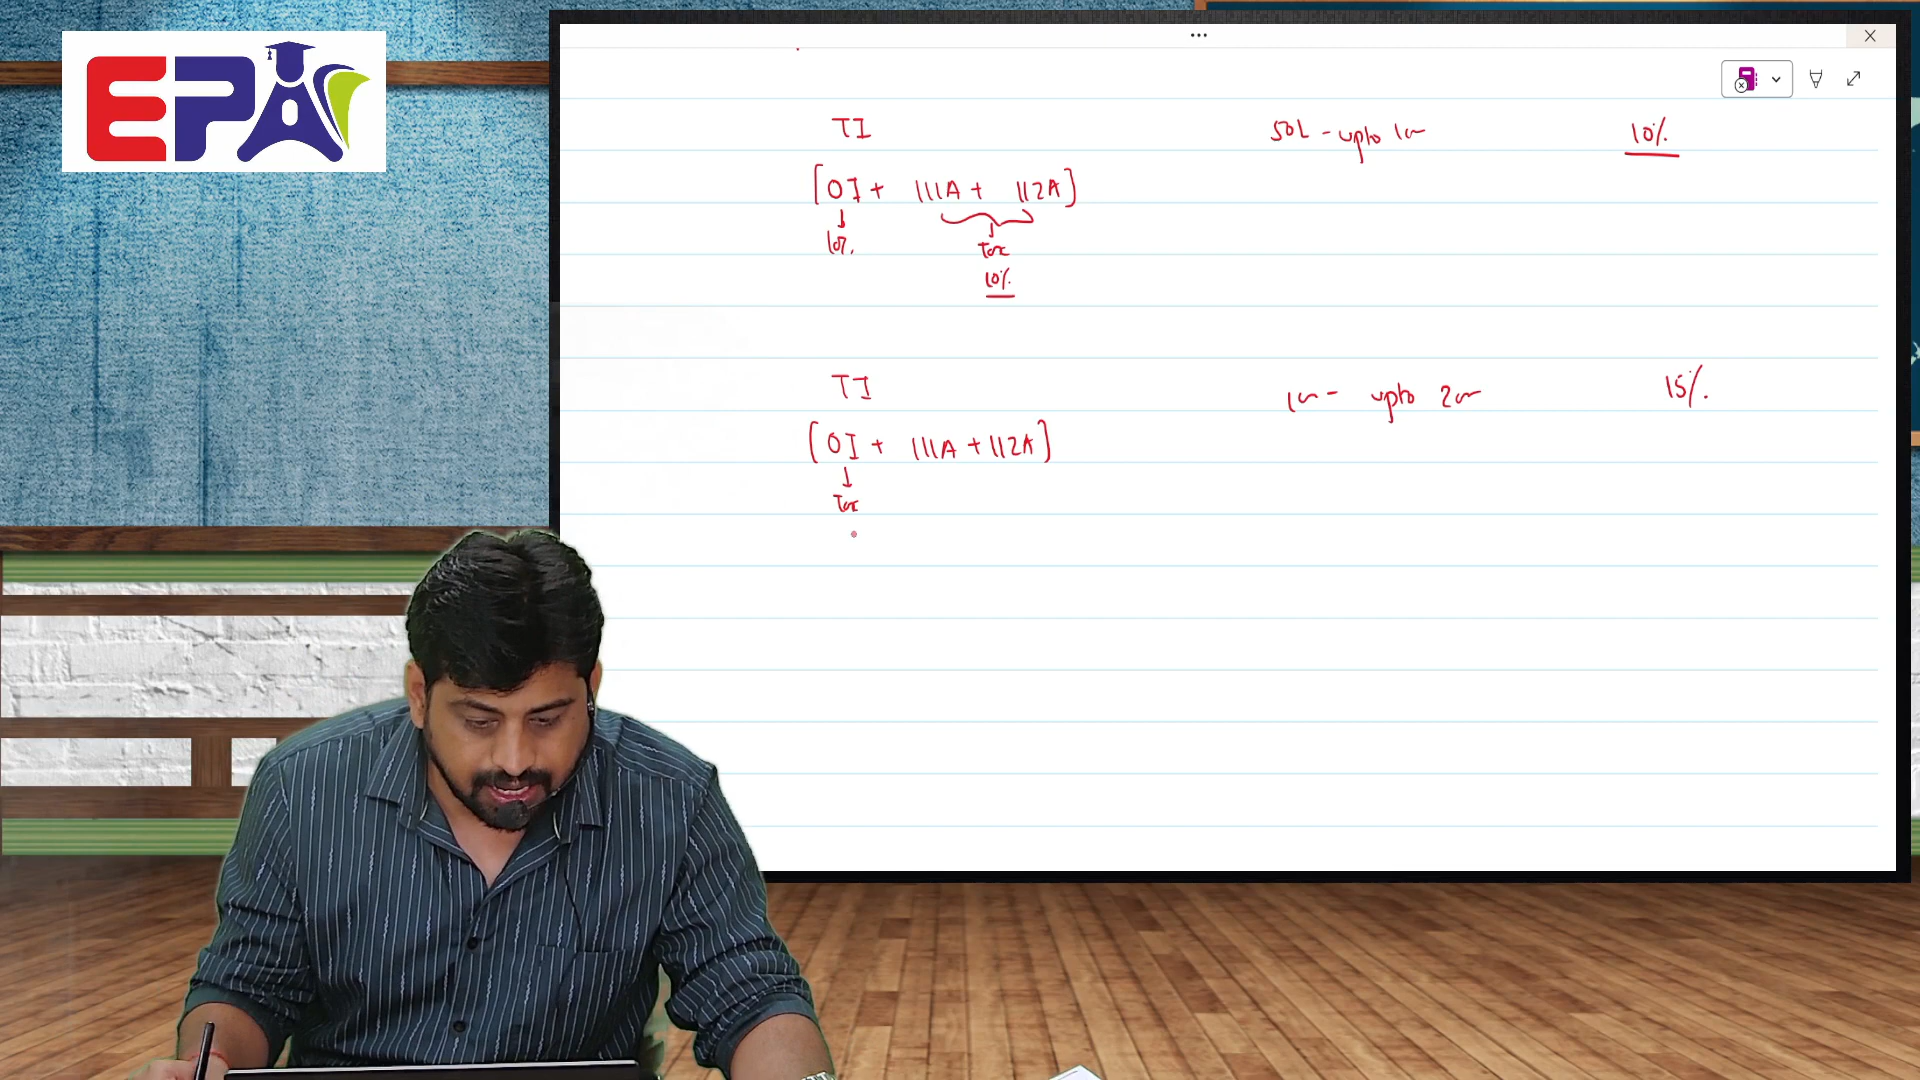 EPA
TI 50L - upto 1cr 10%
[OI + 111A + 112A]
10%. Tax
10%
TI 1cr - upto 2cr 15%.
[OI + 111A + 112A]
Tax